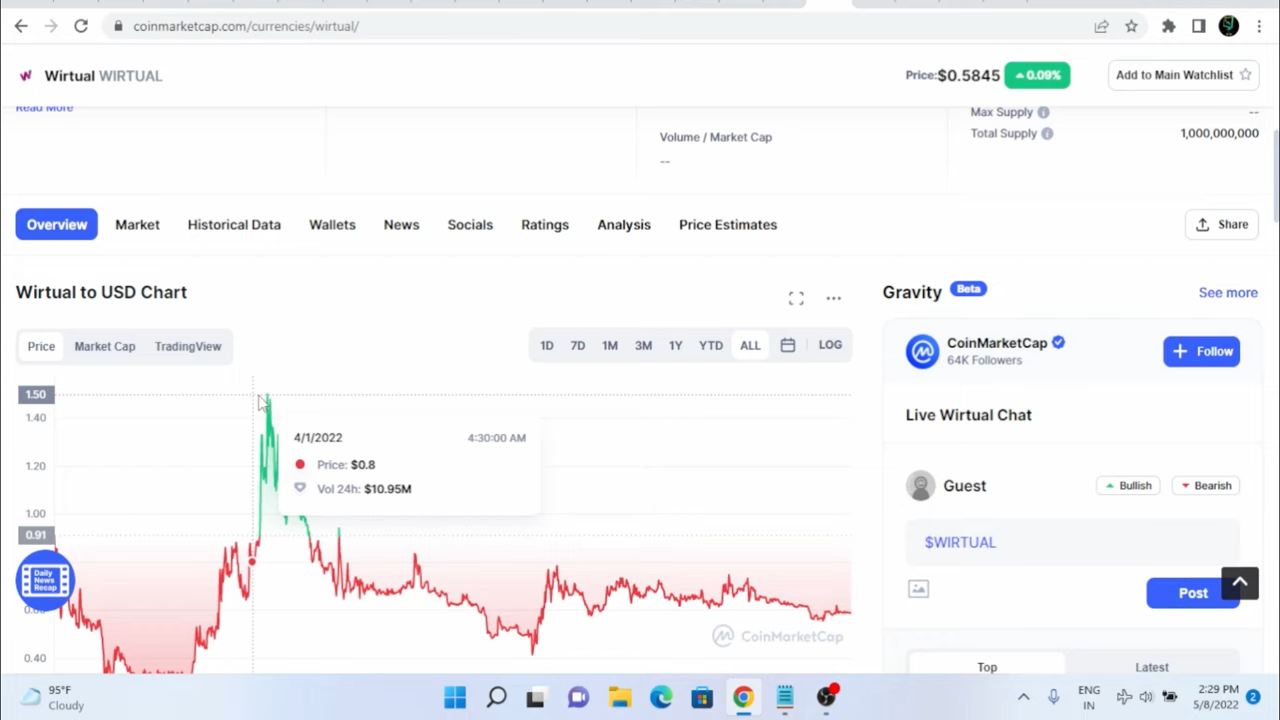 coinmarketcap.com/currencies/wirtual/
Wirtual WIRTUAL
Price:$0.5845 0.09%
Add to Main Watchlist
Read More
Max Supply --
Total Supply 1,000,000,000
Volume / Market Cap
--
Overview Market Historical Data Wallets News Socials Ratings Analysis Price Estimates Share
Wirtual to USD Chart
Gravity Beta See more
Price Market Cap TradingView
1D 7D 1M 3M 1Y YTD ALL LOG
CoinMarketCap
64K Followers
+ Follow
Live Wirtual Chat
1.50
1.40
1.20
1.00
0.91
0.40
4/1/2022 4:30:00 AM
Price: $0.8
Vol 24h: $10.95M
Guest Bullish Bearish
$WIRTUAL
Daily
News
Recap
Post
CoinMarketCap
Top Latest
95°F
Cloudy
ENG
IN
2:29 PM
5/8/2022
2